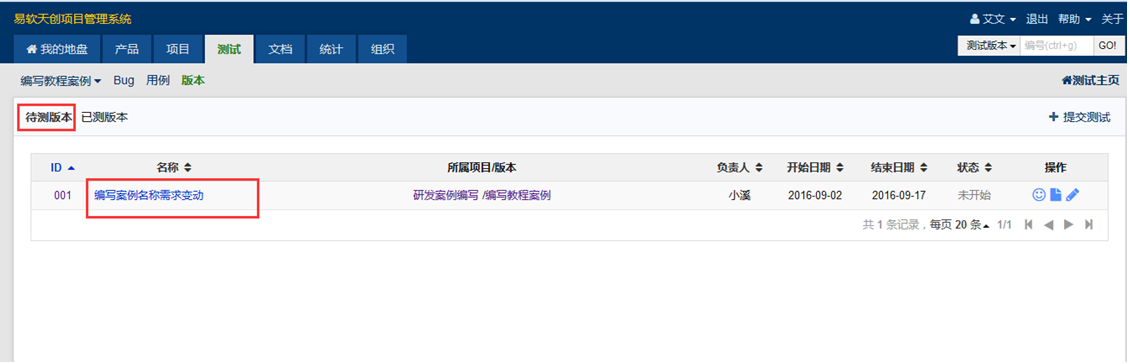 易软天创项目管理系统 艾文 退出 帮助 关于
我的地盘 产品 项目 测试 文档 统计 组织 测试版本 编号(ctrl+g) GO!
编写教程案例 Bug 用例 版本 测试主页
待测版本 已测版本 提交测试
ID 名称 所属项目/版本 负责人 开始日期 结束日期 状态 操作
001 编写案例名称需求变动 研发案例编写 /编写教程案例 小溪 2016-09-02 2016-09-17 未开始
共 1 条记录，每页 20 条 1/1